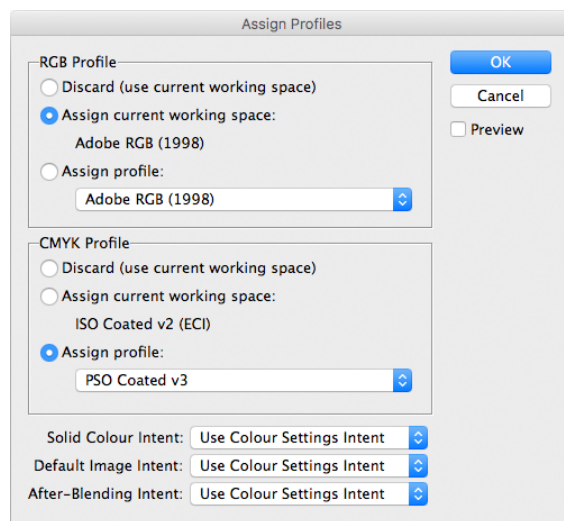 Assign Profiles
RGB Profile
Discard (use current working space)
Assign current working space:
Adobe RGB (1998)
Assign profile:
Adobe RGB (1998)
OK
Cancel
Preview
CMYK Profile
Discard (use current working space)
Assign current working space:
ISO Coated v2 (ECI)
Assign profile:
PSO Coated v3
Solid Colour Intent: Use Colour Settings Intent
Default Image Intent: Use Colour Settings Intent
After-Blending Intent: Use Colour Settings Intent